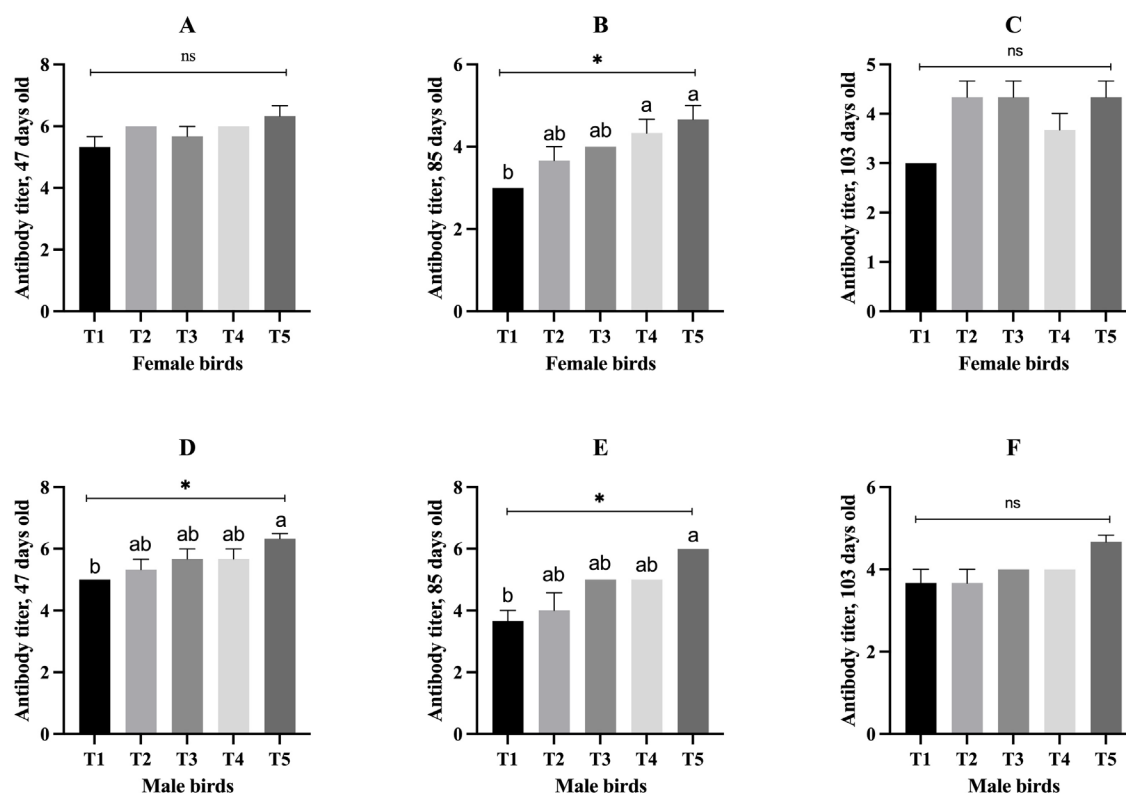 A
ns
Antibody titer, 47 days old
8
6
4
2
0
T1 T2 T3 T4 T5
Female birds
B
*
Antibody titer, 85 days old
6
4
2
0
b ab ab a a
T1 T2 T3 T4 T5
Female birds
C
ns
Antibody titer, 103 days old
5
4
3
2
1
0
T1 T2 T3 T4 T5
Female birds
D
*
Antibody titer, 47 days old
8
6
4
2
0
b ab ab ab a
T1 T2 T3 T4 T5
Male birds
E
*
Antibody titer, 85 days old
8
6
4
2
0
b ab ab ab a
T1 T2 T3 T4 T5
Male birds
F
ns
Antibody titer, 103 days old
6
4
2
0
T1 T2 T3 T4 T5
Male birds